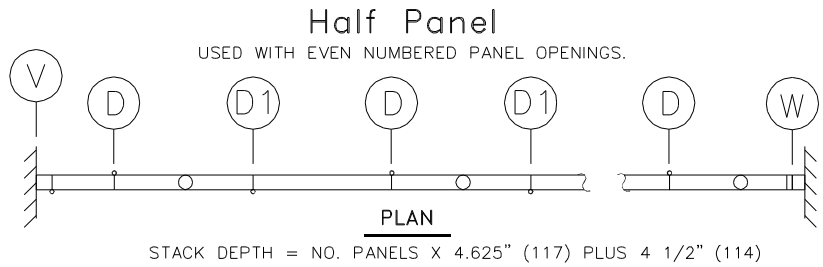 Half Panel
USED WITH EVEN NUMBERED PANEL OPENINGS.
V D D1 D D1 D W
PLAN
STACK DEPTH = NO. PANELS X 4.625" (117) PLUS 4 1/2" (114)